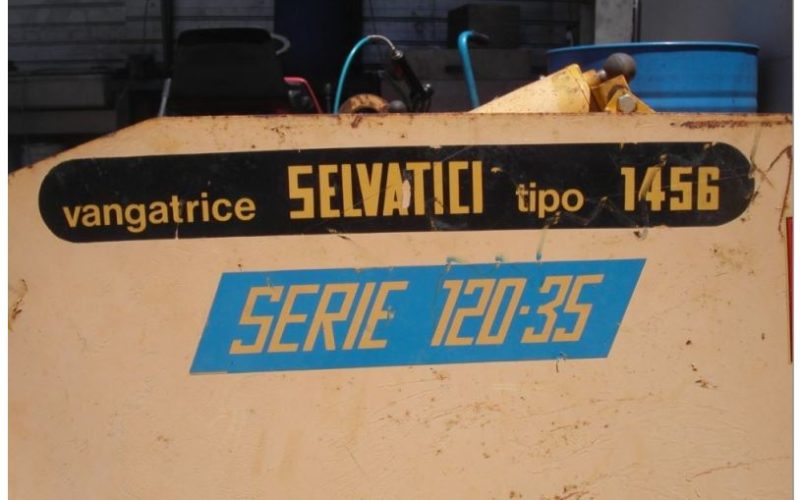 vangatrice SELVATICI tipo 1456
SERIE 120-35